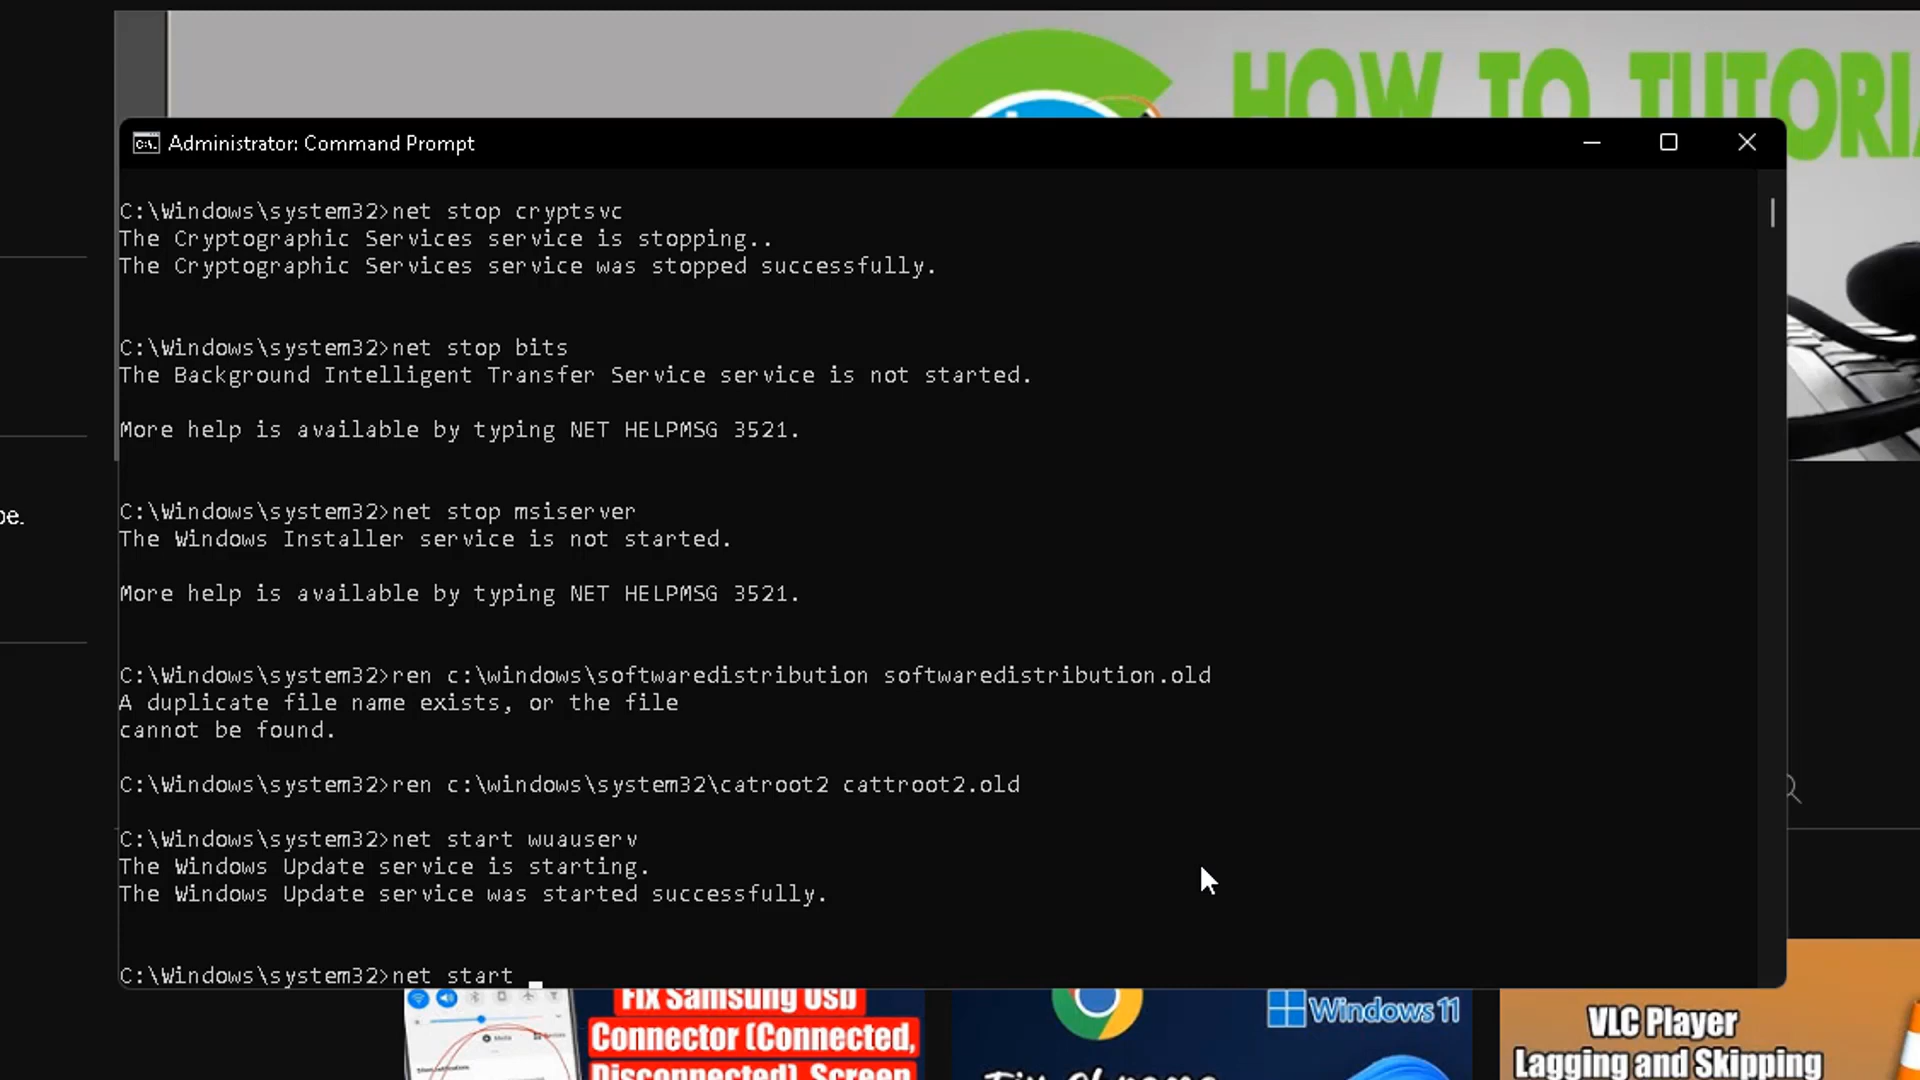 HOW TO TUTORIA
Administrator: Command Prompt
C:\Windows\system32>net stop cryptsvc
The Cryptographic Services service is stopping..
The Cryptographic Services service was stopped successfully.
C:\Windows\system32>net stop bits
The Background Intelligent Transfer Service service is not started.
More help is available by typing NET HELPMSG 3521.
C:\Windows\system32>net stop msiserver
The Windows Installer service is not started.
More help is available by typing NET HELPMSG 3521.
C:\Windows\system32>ren c:\windows\softwaredistribution softwaredistribution.old
A duplicate file name exists, or the file
cannot be found.
C:\Windows\system32>ren c:\windows\system32\catroot2 cattroot2.old
C:\Windows\system32>net start wuauserv
The Windows Update service is starting.
The Windows Update service was started successfully.
C:\Windows\system32>net start
Fix Samsung Usb
Connector (Connected,
Disconnected), Screen
Windows 11
Fix Chrome
VLC Player
Lagging and Skipping